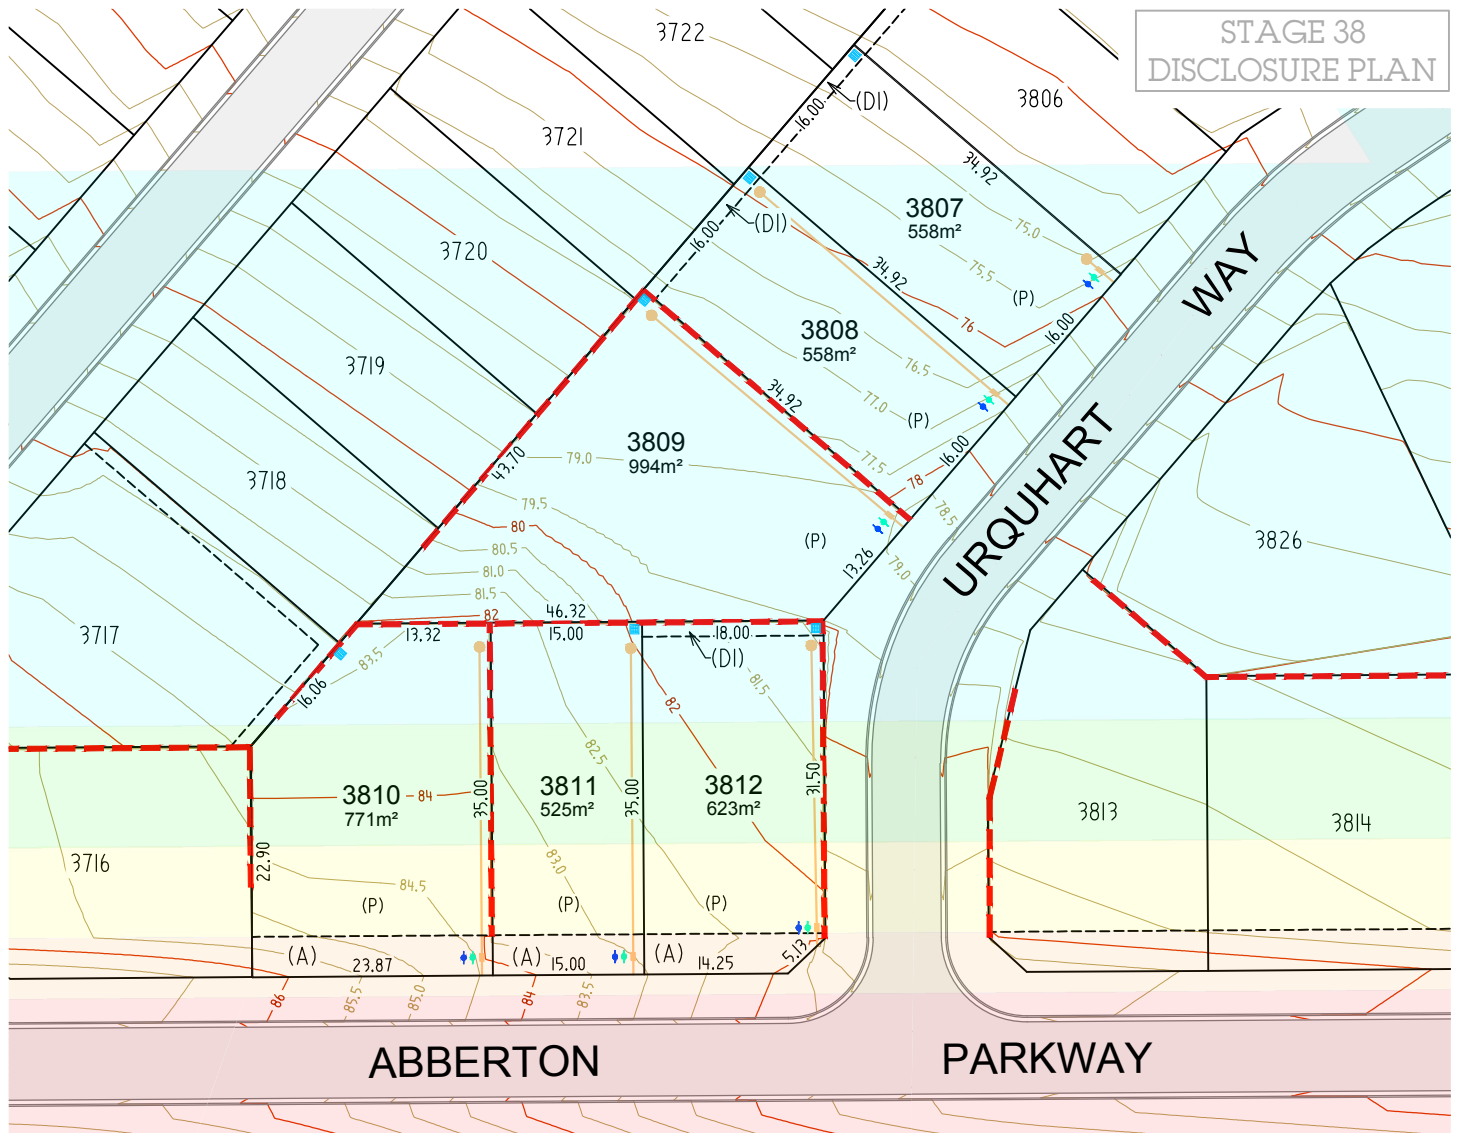 STAGE 38
DISCLOSURE PLAN
3722
3721
3806
(DI)
16.00
34.92
3807
558m²
75.0
75.5
(P)
(DI)
16.00
3720
34.92
76
16.00
WAY
3808
558m²
76.5
77.0
(P)
3719
34.92
3809
994m²
79.0
43.70
77.5
78
16.00
78.5
URQUHART
3718
79.5
80
80.5
81.0
81.5
82
(P)
13.26
79.0
3826
3717
46.32
13.32
15.00
18.00
(DI)
83.5
16.06
81.5
82
82.5
3810
771m²
84
35.00
3811
525m²
35.00
3812
623m²
31.50
3813
3814
3716
22.90
83.0
84.5
(P)
(P)
(P)
(A)
(A)
(A)
23.87
15.00
14.25
5.13
86
85.5
85.0
84
83.5
ABBERTON
PARKWAY